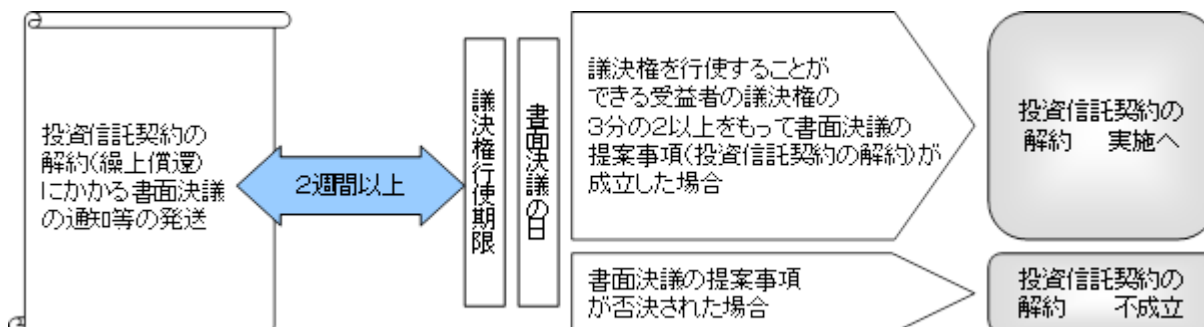 投資信託契約の
解約(繰上償還)
にかかる書面決議
の通知等の発送
2週間以上
議決権行使期限
書面決議の日
議決権を行使することが
できる受益者の議決権の
3分の2以上をもって書面決議の
提案事項(投資信託契約の解約)が
成立した場合
投資信託契約の
解約 実施へ
書面決議の提案事項
が否決された場合
投資信託契約の
解約 不成立